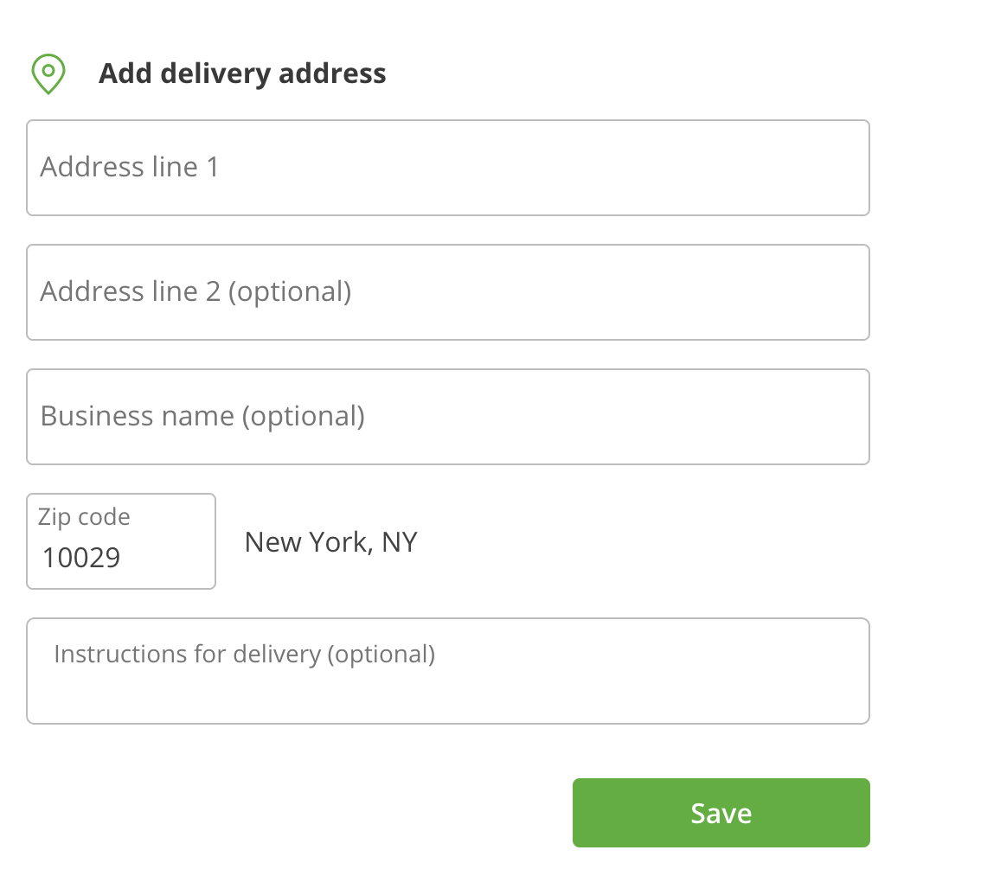 Add delivery address
Address line 1
Address line 2 (optional)
Business name (optional)
Zip code
10029
New York, NY
Instructions for delivery (optional)
Save